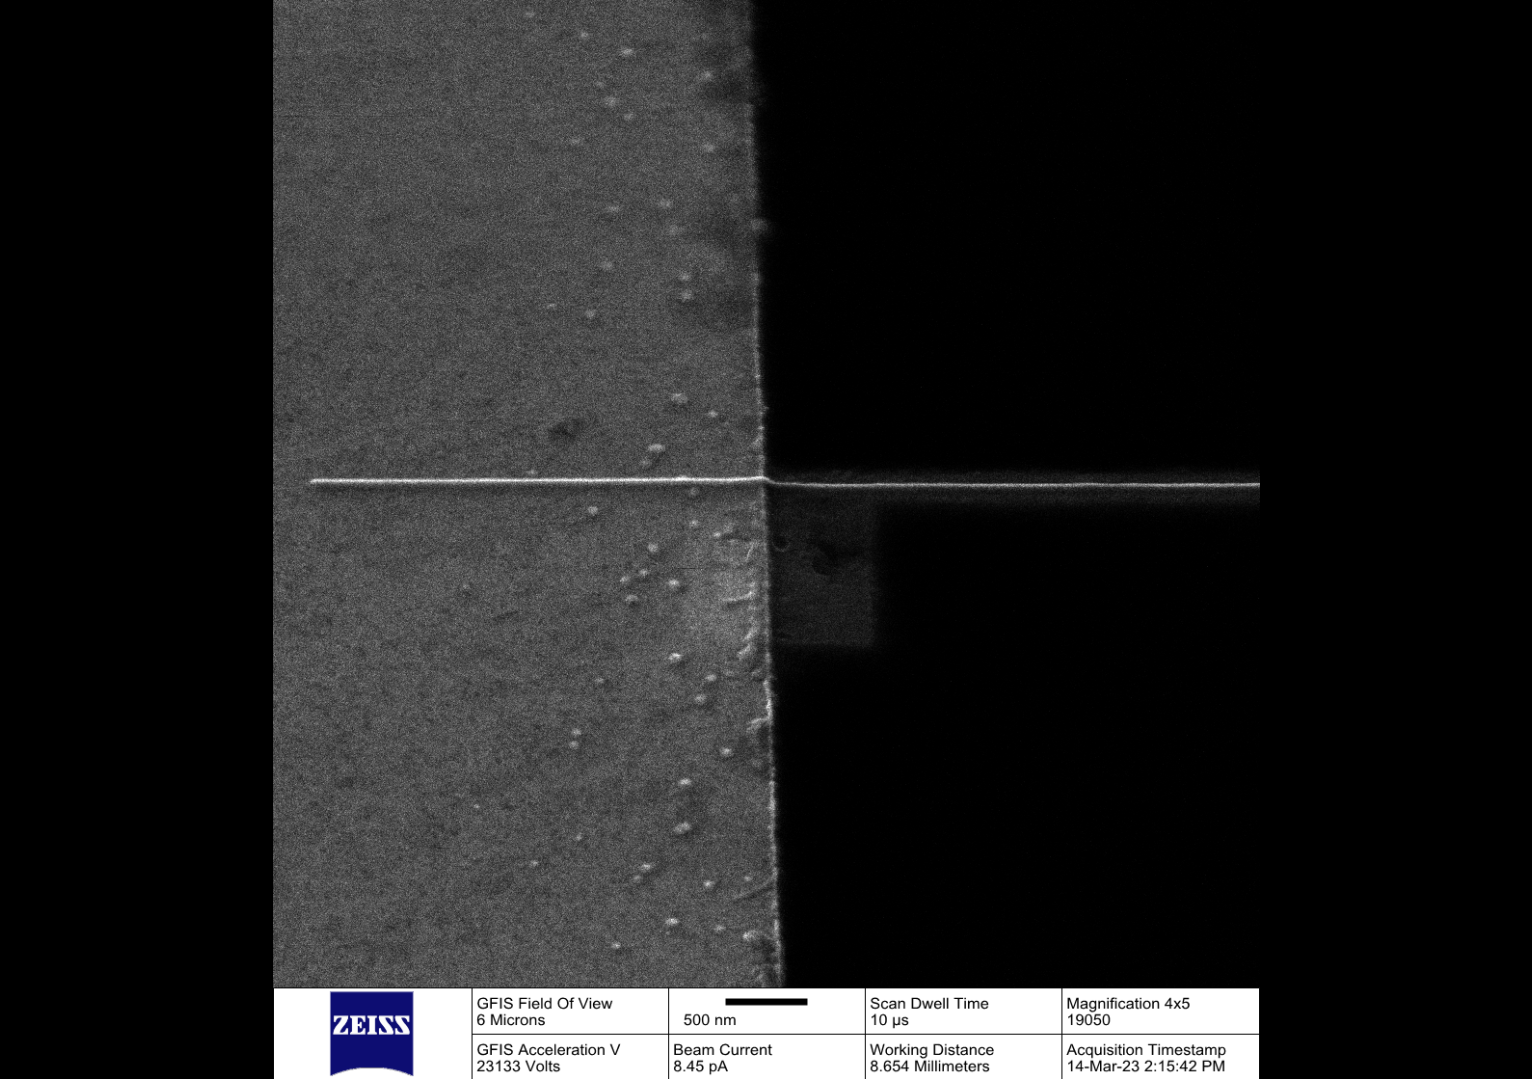 ZEISS
GFIS Field Of View
6 Microns
500 nm
Scan Dwell Time
10 µs
Magnification 4x5
19050
GFIS Acceleration V
23133 Volts
Beam Current
8.45 pA
Working Distance
8.654 Millimeters
Acquisition Timestamp
14-Mar-23 2:15:42 PM